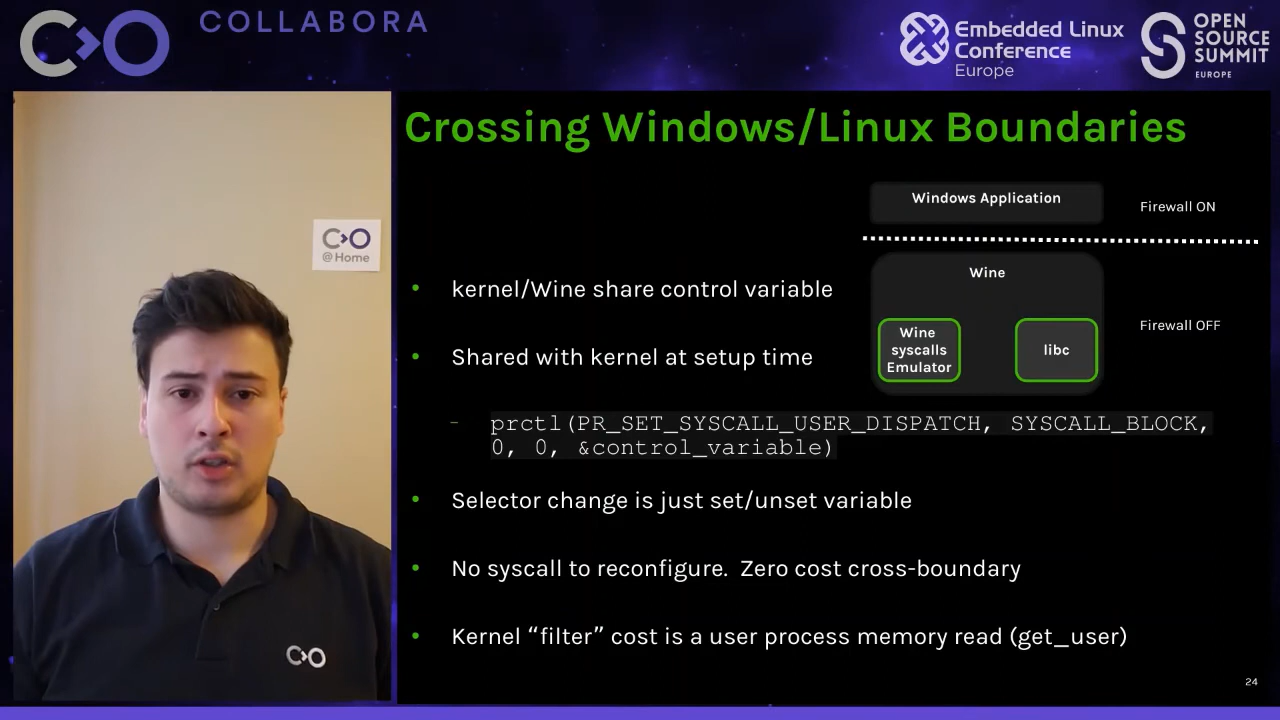 COLLABORA
Embedded Linux
Conference
Europe
OPEN
SOURCE
SUMMIT
EUROPE
@Home
Crossing Windows/Linux Boundaries
Windows Application
Firewall ON
Wine
Firewall OFF
Wine
syscalls
Emulator
libc
• kernel/Wine share control variable
• Shared with kernel at setup time
– prctl(PR_SET_SYSCALL_USER_DISPATCH, SYSCALL_BLOCK,
0, 0, &control_variable)
• Selector change is just set/unset variable
• No syscall to reconfigure. Zero cost cross-boundary
• Kernel “filter” cost is a user process memory read (get_user)
24